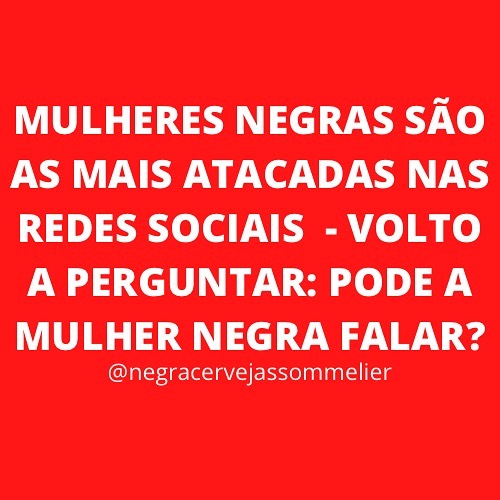 MULHERES NEGRAS SÃO
AS MAIS ATACADAS NAS
REDES SOCIAIS - VOLTO
A PERGUNTAR: PODE A
MULHER NEGRA FALAR?
@negracervejassommelier